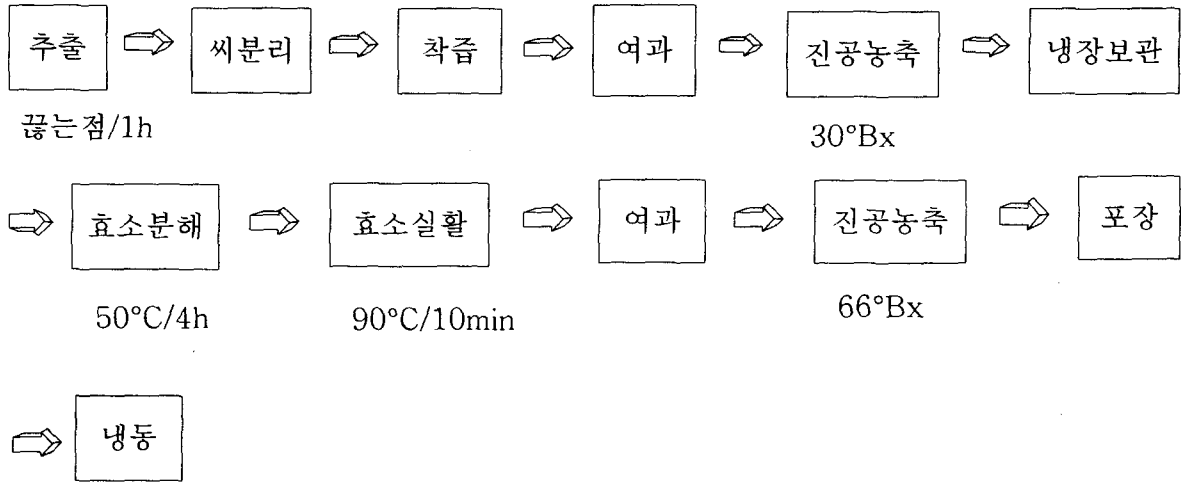 추출 씨분리 착즙 여과 진공농축 냉장보관
끓는점/1h 30°Bx
효소분해 효소실활 여과 진공농축 포장
50°C/4h 90°C/10min 66°Bx
냉동